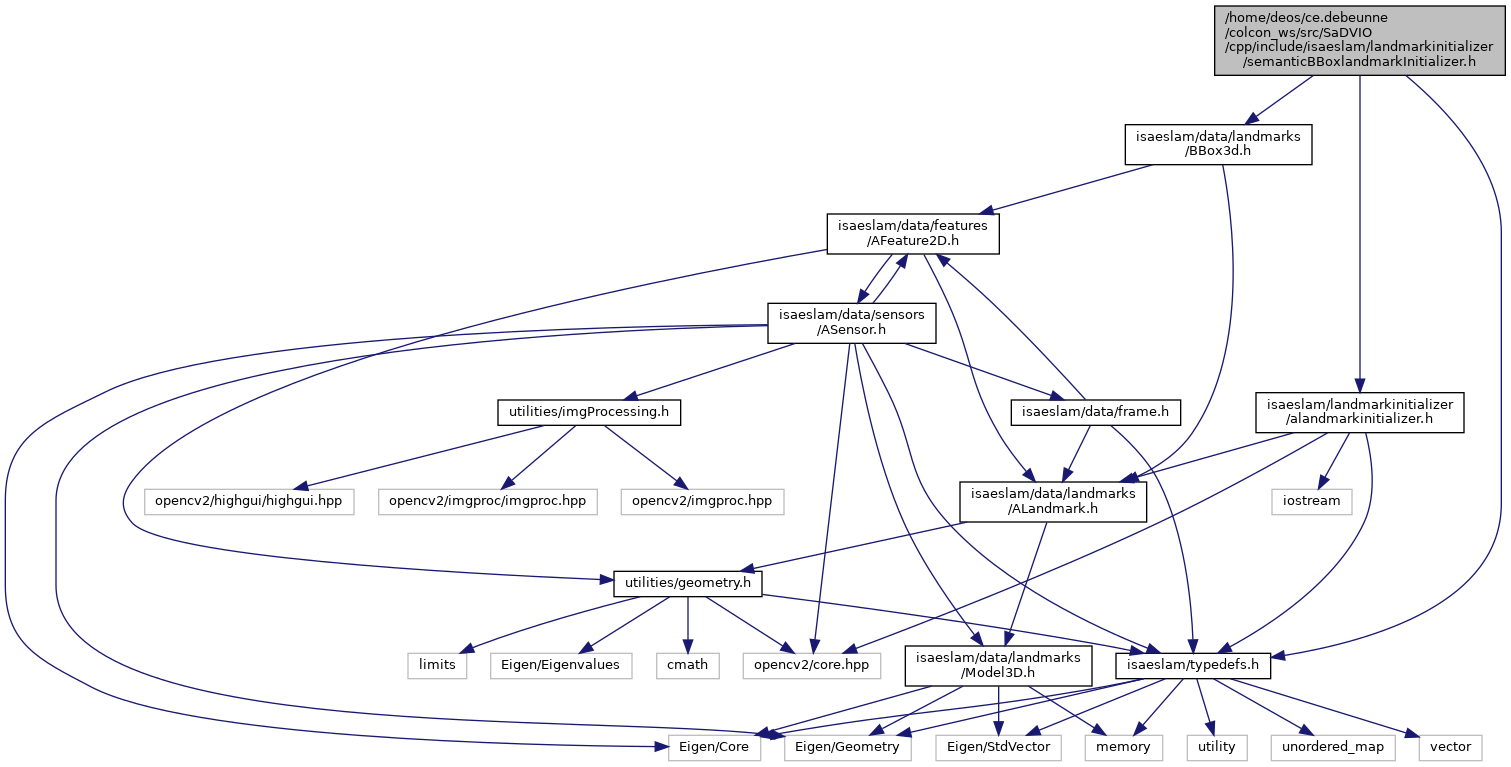 /home/deos/ce.debeunne
/colcon_ws/src/SaDVIO
/cpp/include/isaeslam/landmarkinitializer
/semanticBBoxlandmarkInitializer.h
isaeslam/data/landmarks
/BBox3d.h
isaeslam/data/features
/AFeature2D.h
isaeslam/data/sensors
/ASensor.h
utilities/imgProcessing.h
isaeslam/data/frame.h
isaeslam/landmarkinitializer
/alandmarkinitializer.h
opencv2/highgui/highgui.hpp
opencv2/imgproc/imgproc.hpp
opencv2/imgproc.hpp
isaeslam/data/landmarks
/ALandmark.h
iostream
utilities/geometry.h
limits
Eigen/Eigenvalues
cmath
opencv2/core.hpp
isaeslam/data/landmarks
/Model3D.h
isaeslam/typedefs.h
Eigen/Core
Eigen/Geometry
Eigen/StdVector
memory
utility
unordered_map
vector